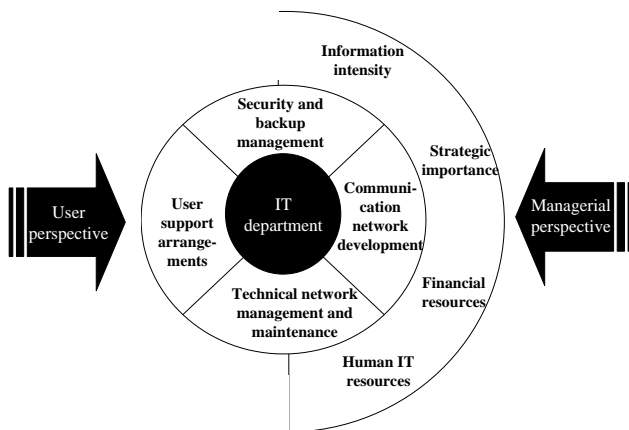 Information
intensity
Security and
backup
management
Strategic
importance
User
perspective
User
support
arrange-
ments
IT
department
Communi-
cation
network
development
Managerial
perspective
Technical network
management and
maintenance
Financial
resources
Human IT
resources